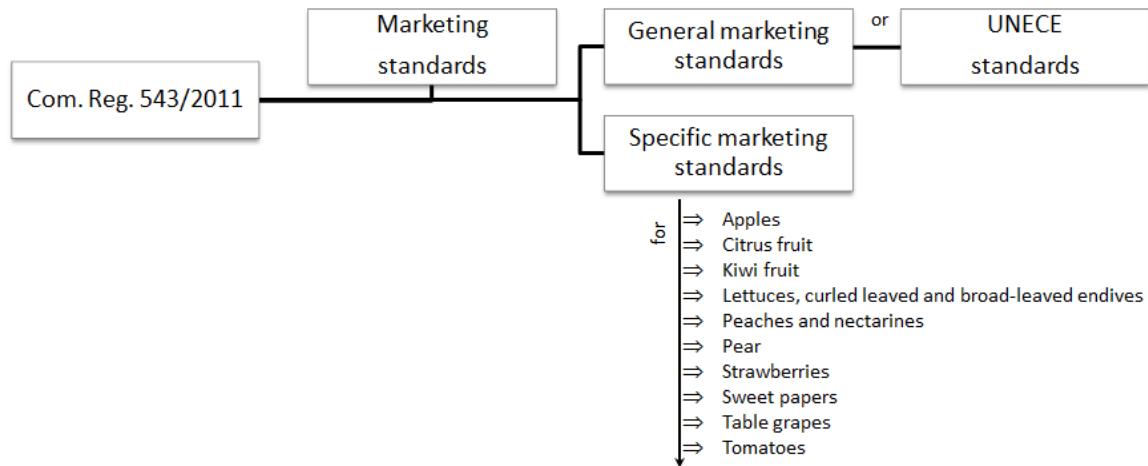 Com. Reg. 543/2011
Marketing
standards
General marketing
standards
or
UNECE
standards
Specific marketing
standards
for
⇒ Apples
⇒ Citrus fruit
⇒ Kiwi fruit
⇒ Lettuces, curled leaved and broad-leaved endives
⇒ Peaches and nectarines
⇒ Pear
⇒ Strawberries
⇒ Sweet papers
⇒ Table grapes
⇒ Tomatoes